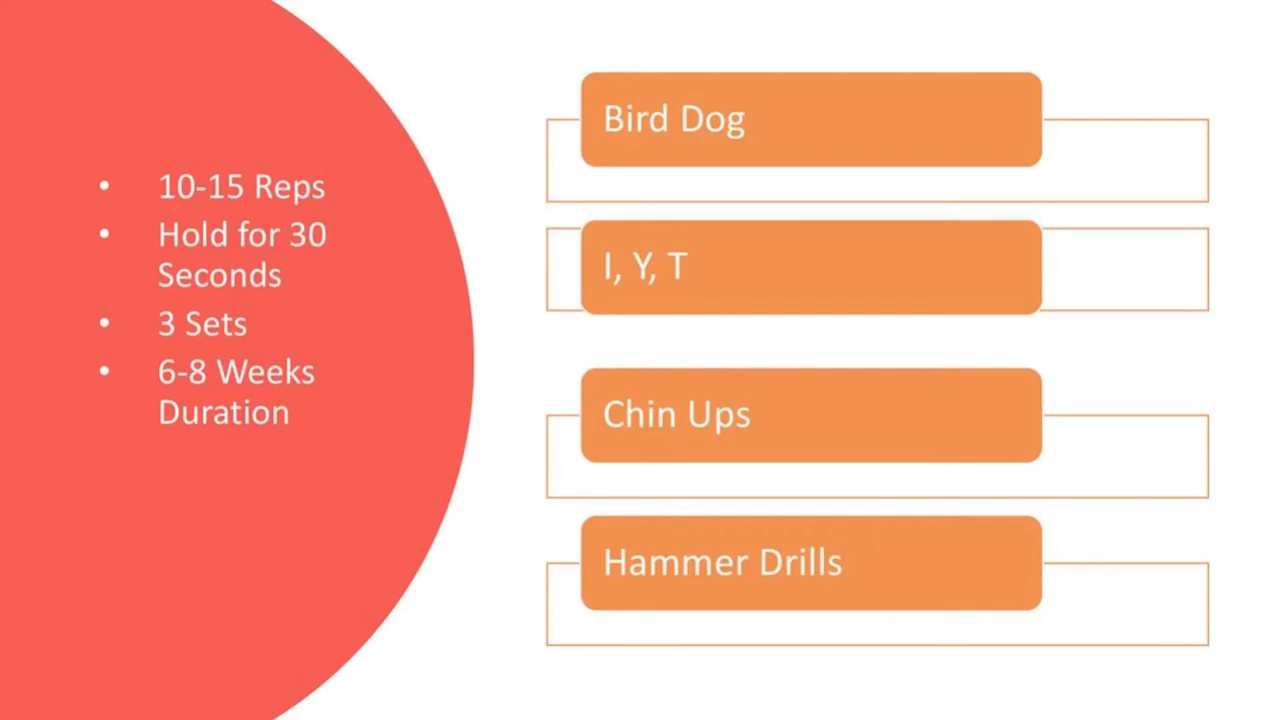 • 10-15 Reps
• Hold for 30
Seconds
• 3 Sets
• 6-8 Weeks
Duration
Bird Dog
I, Y, T
Chin Ups
Hammer Drills